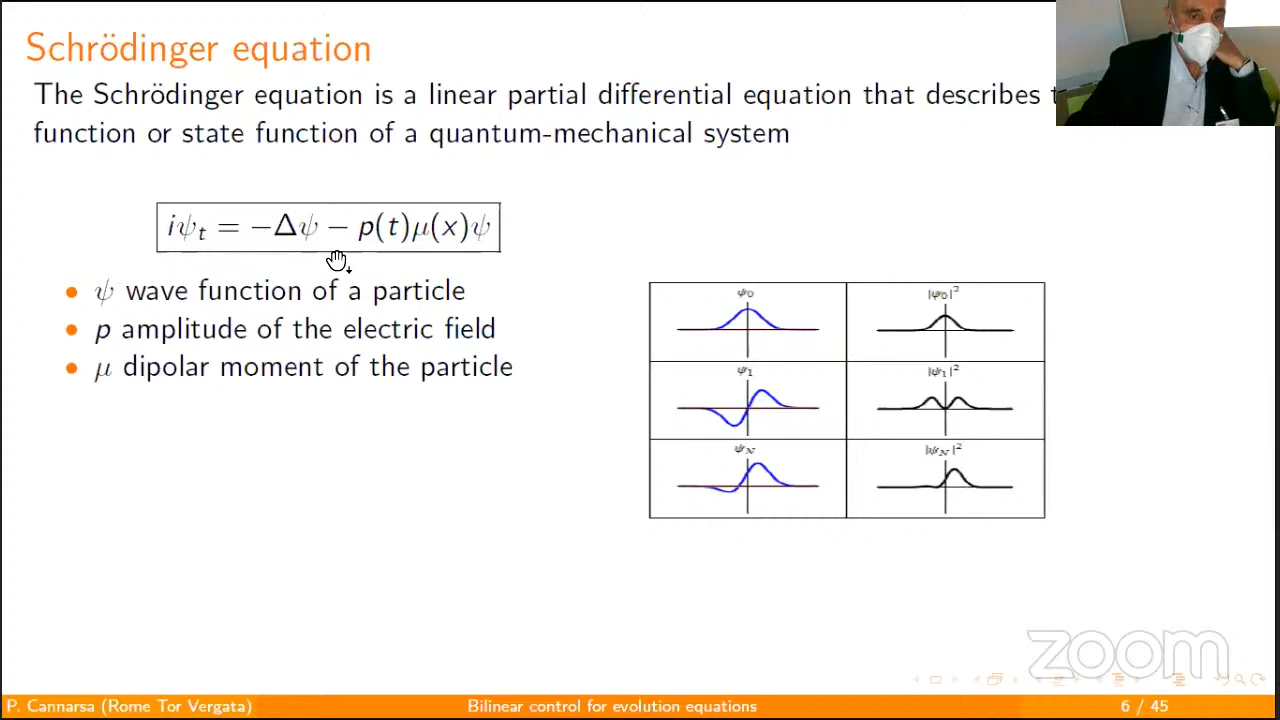 Schrödinger equation
The Schrödinger equation is a linear partial differential equation that describes
function or state function of a quantum-mechanical system
iψₜ = −Δψ − p(t)μ(x)ψ
• ψ wave function of a particle
• p amplitude of the electric field
• μ dipolar moment of the particle
ψ₀ |ψ₀|²
ψ₁ |ψ₁|²
ψ_N |ψ_N|²
zoom
P. Cannarsa (Rome Tor Vergata) Bilinear control for evolution equations 6 / 45